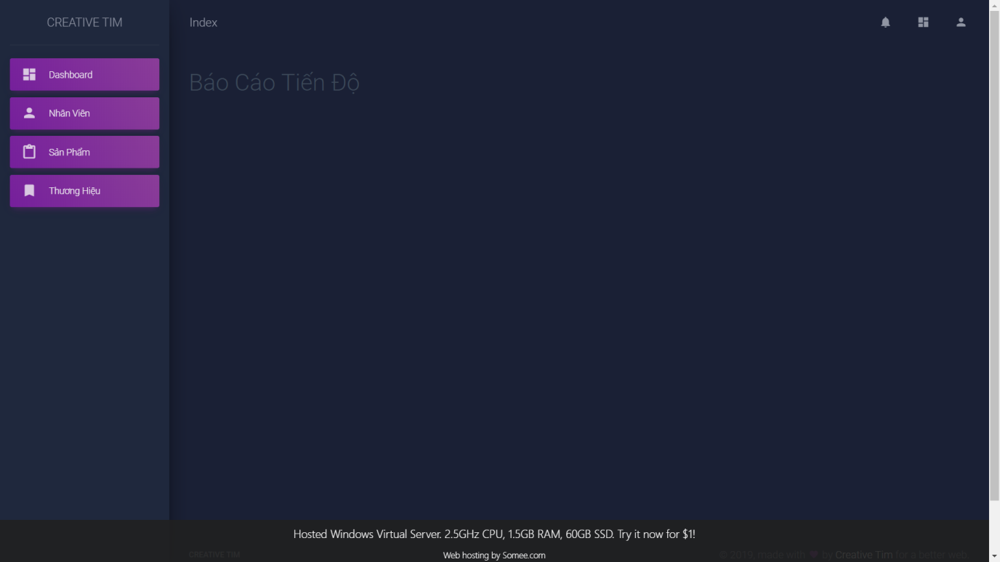 CREATIVE TIM
Index
Dashboard
Nhân Viên
Sản Phẩm
Thương Hiệu
Báo Cáo Tiến Độ
Hosted Windows Virtual Server. 2.5GHz CPU, 1.5GB RAM, 60GB SSD. Try it now for $1!
CREATIVE TIM
Web hosting by Somee.com
© 2019, made with by Creative Tim for a better web.